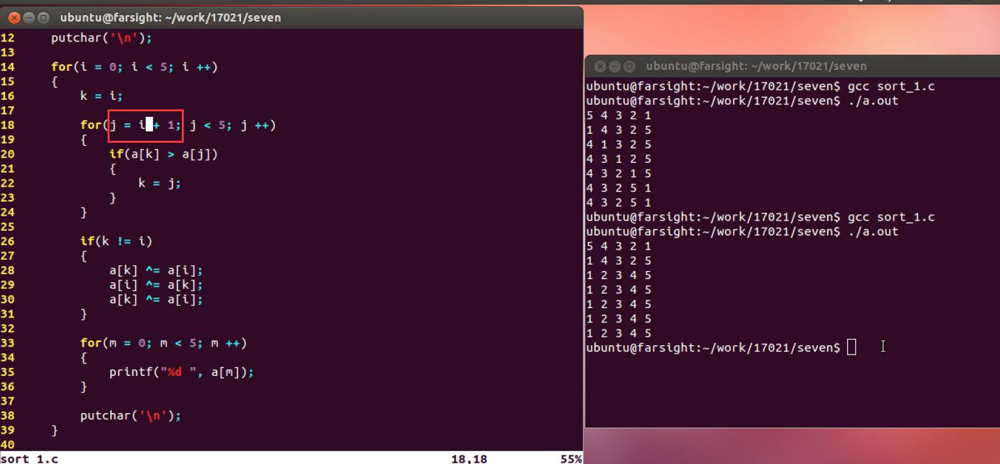 ubuntu@farsight: ~/work/17021/seven
12     putchar('\n');
13
14     for(i = 0; i < 5; i ++)
15     {
16         k = i;
17
18         for(j = i + 1; j < 5; j ++)
19         {
20             if(a[k] > a[j])
21             {
22                 k = j;
23             }
24         }
25
26         if(k != i)
27         {
28             a[k] ^= a[i];
29             a[i] ^= a[k];
30             a[k] ^= a[i];
31         }
32
33         for(m = 0; m < 5; m ++)
34         {
35             printf("%d ", a[m]);
36         }
37
38         putchar('\n');
39     }
40
sort_1.c 18,18 55%
ubuntu@farsight: ~/work/17021/seven
ubuntu@farsight:~/work/17021/seven$ gcc sort_1.c
ubuntu@farsight:~/work/17021/seven$ ./a.out
5 4 3 2 1
1 4 3 2 5
4 1 3 2 5
4 3 1 2 5
4 3 2 1 5
4 3 2 5 1
4 3 2 5 1
ubuntu@farsight:~/work/17021/seven$ gcc sort_1.c
ubuntu@farsight:~/work/17021/seven$ ./a.out
5 4 3 2 1
1 4 3 2 5
1 2 3 4 5
1 2 3 4 5
1 2 3 4 5
1 2 3 4 5
1 2 3 4 5
ubuntu@farsight:~/work/17021/seven$